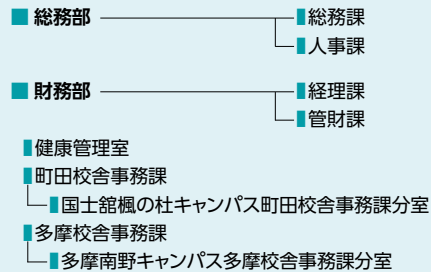 総務部 総務課
人事課
財務部 経理課
管財課
健康管理室
町田校舎事務課
国士舘楓の杜キャンパス町田校舎事務課分室
多摩校舎事務課
多摩南野キャンパス多摩校舎事務課分室